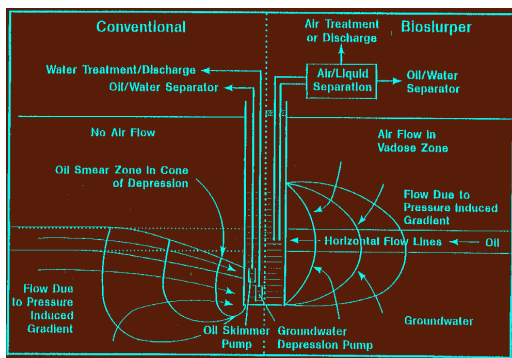 Conventional
Bioslurper
Air Treatment
or Discharge
Water Treatment/Discharge
Oil/Water Separator
Air/Liquid
Separation
Oil/Water
Separator
No Air Flow
Air Flow In
Vadose Zone
Oil Smear Zone In Cone
of Depression
Flow Due to
Pressure Induced
Gradient
Horizontal Flow Lines
Oil
Flow Due
to Pressure
Induced
Gradient
Oil Skimmer
Pump
Groundwater
Depression Pump
Groundwater